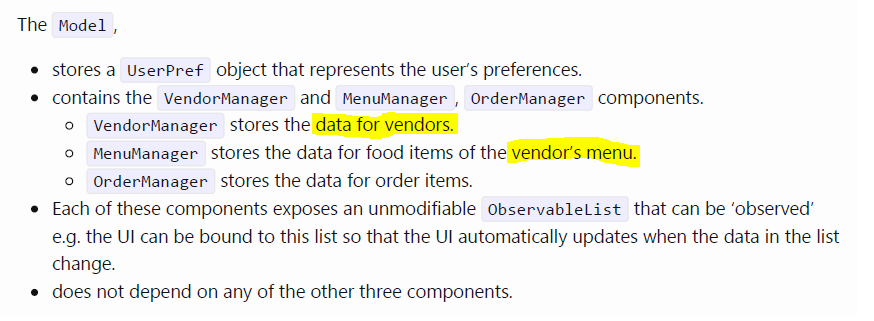 The Model ,
stores a UserPref object that represents the user's preferences.
contains the VendorManager and MenuManager , OrderManager components.
VendorManager stores the data for vendors.
MenuManager stores the data for food items of the vendor's menu.
OrderManager stores the data for order items.
Each of these components exposes an unmodifiable ObservableList that can be ‘observed’
e.g. the UI can be bound to this list so that the UI automatically updates when the data in the list
change.
does not depend on any of the other three components.